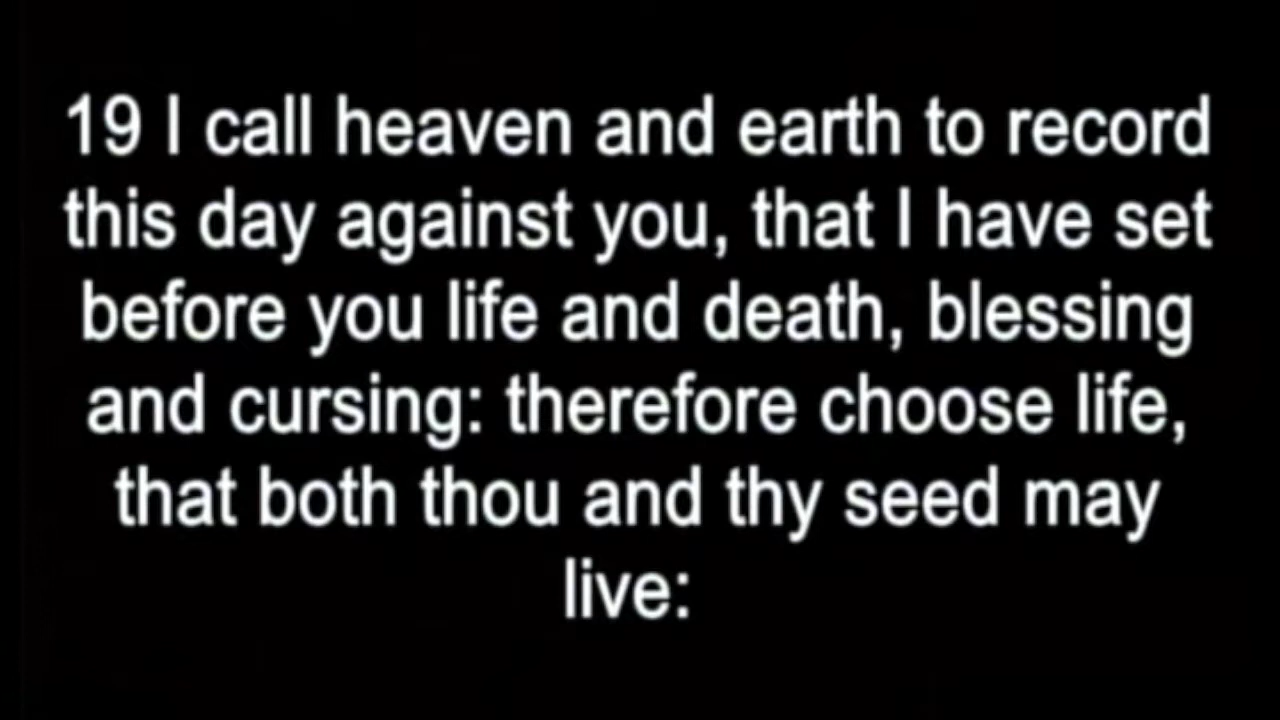 19 I call heaven and earth to record
this day against you, that I have set
before you life and death, blessing
and cursing: therefore choose life,
that both thou and thy seed may
live: